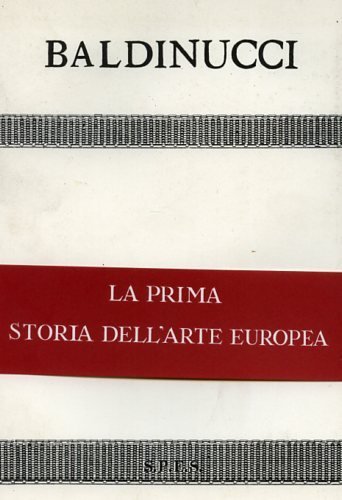 BALDINUCCI
LA PRIMA
STORIA DELL'ARTE EUROPEA
S.P.E.S.